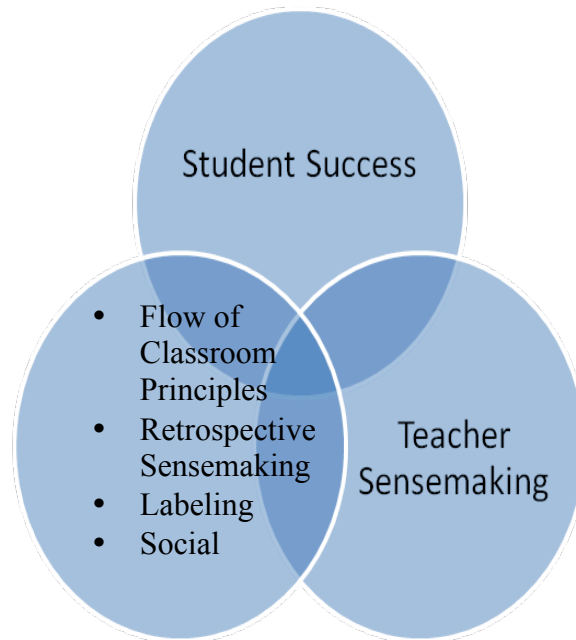 Student Success
• Flow of
Classroom
Principles
• Retrospective
Sensemaking
• Labeling
• Social
Teacher
Sensemaking